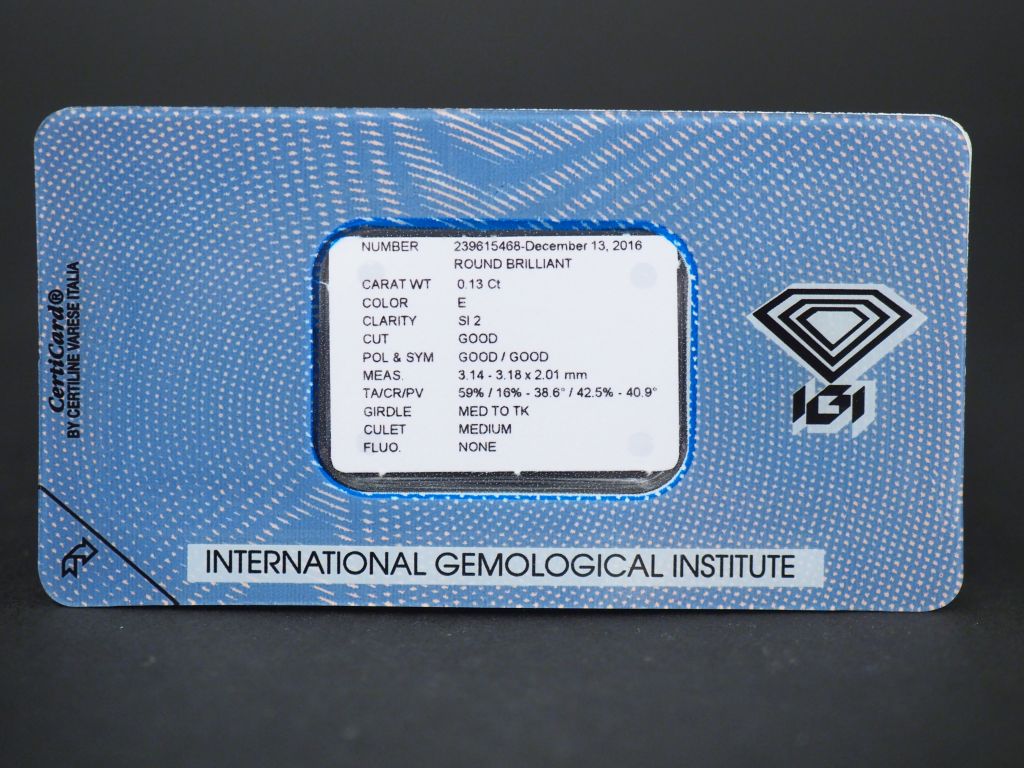 NUMBER 239615468-December 13, 2016
ROUND BRILLIANT
CARAT WT 0.13 Ct
COLOR E
CLARITY SI 2
CUT GOOD
POL & SYM GOOD / GOOD
MEAS. 3.14 - 3.18 x 2.01 mm
TA/CR/PV 59% / 16% - 38.6° / 42.5% - 40.9°
GIRDLE MED TO TK
CULET MEDIUM
FLUO. NONE
CertiCard®
BY CERTILINE VARESE ITALIA
IGI
INTERNATIONAL GEMOLOGICAL INSTITUTE